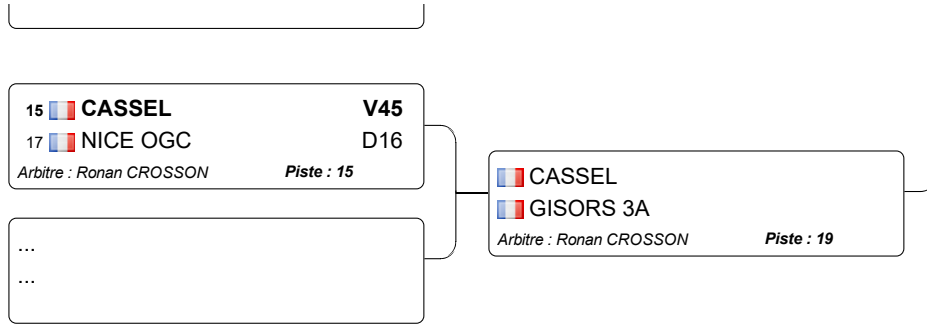 15 CASSEL V45
17 NICE OGC D16
Arbitre : Ronan CROSSON Piste : 15
CASSEL
GISORS 3A
Arbitre : Ronan CROSSON Piste : 19
...
...